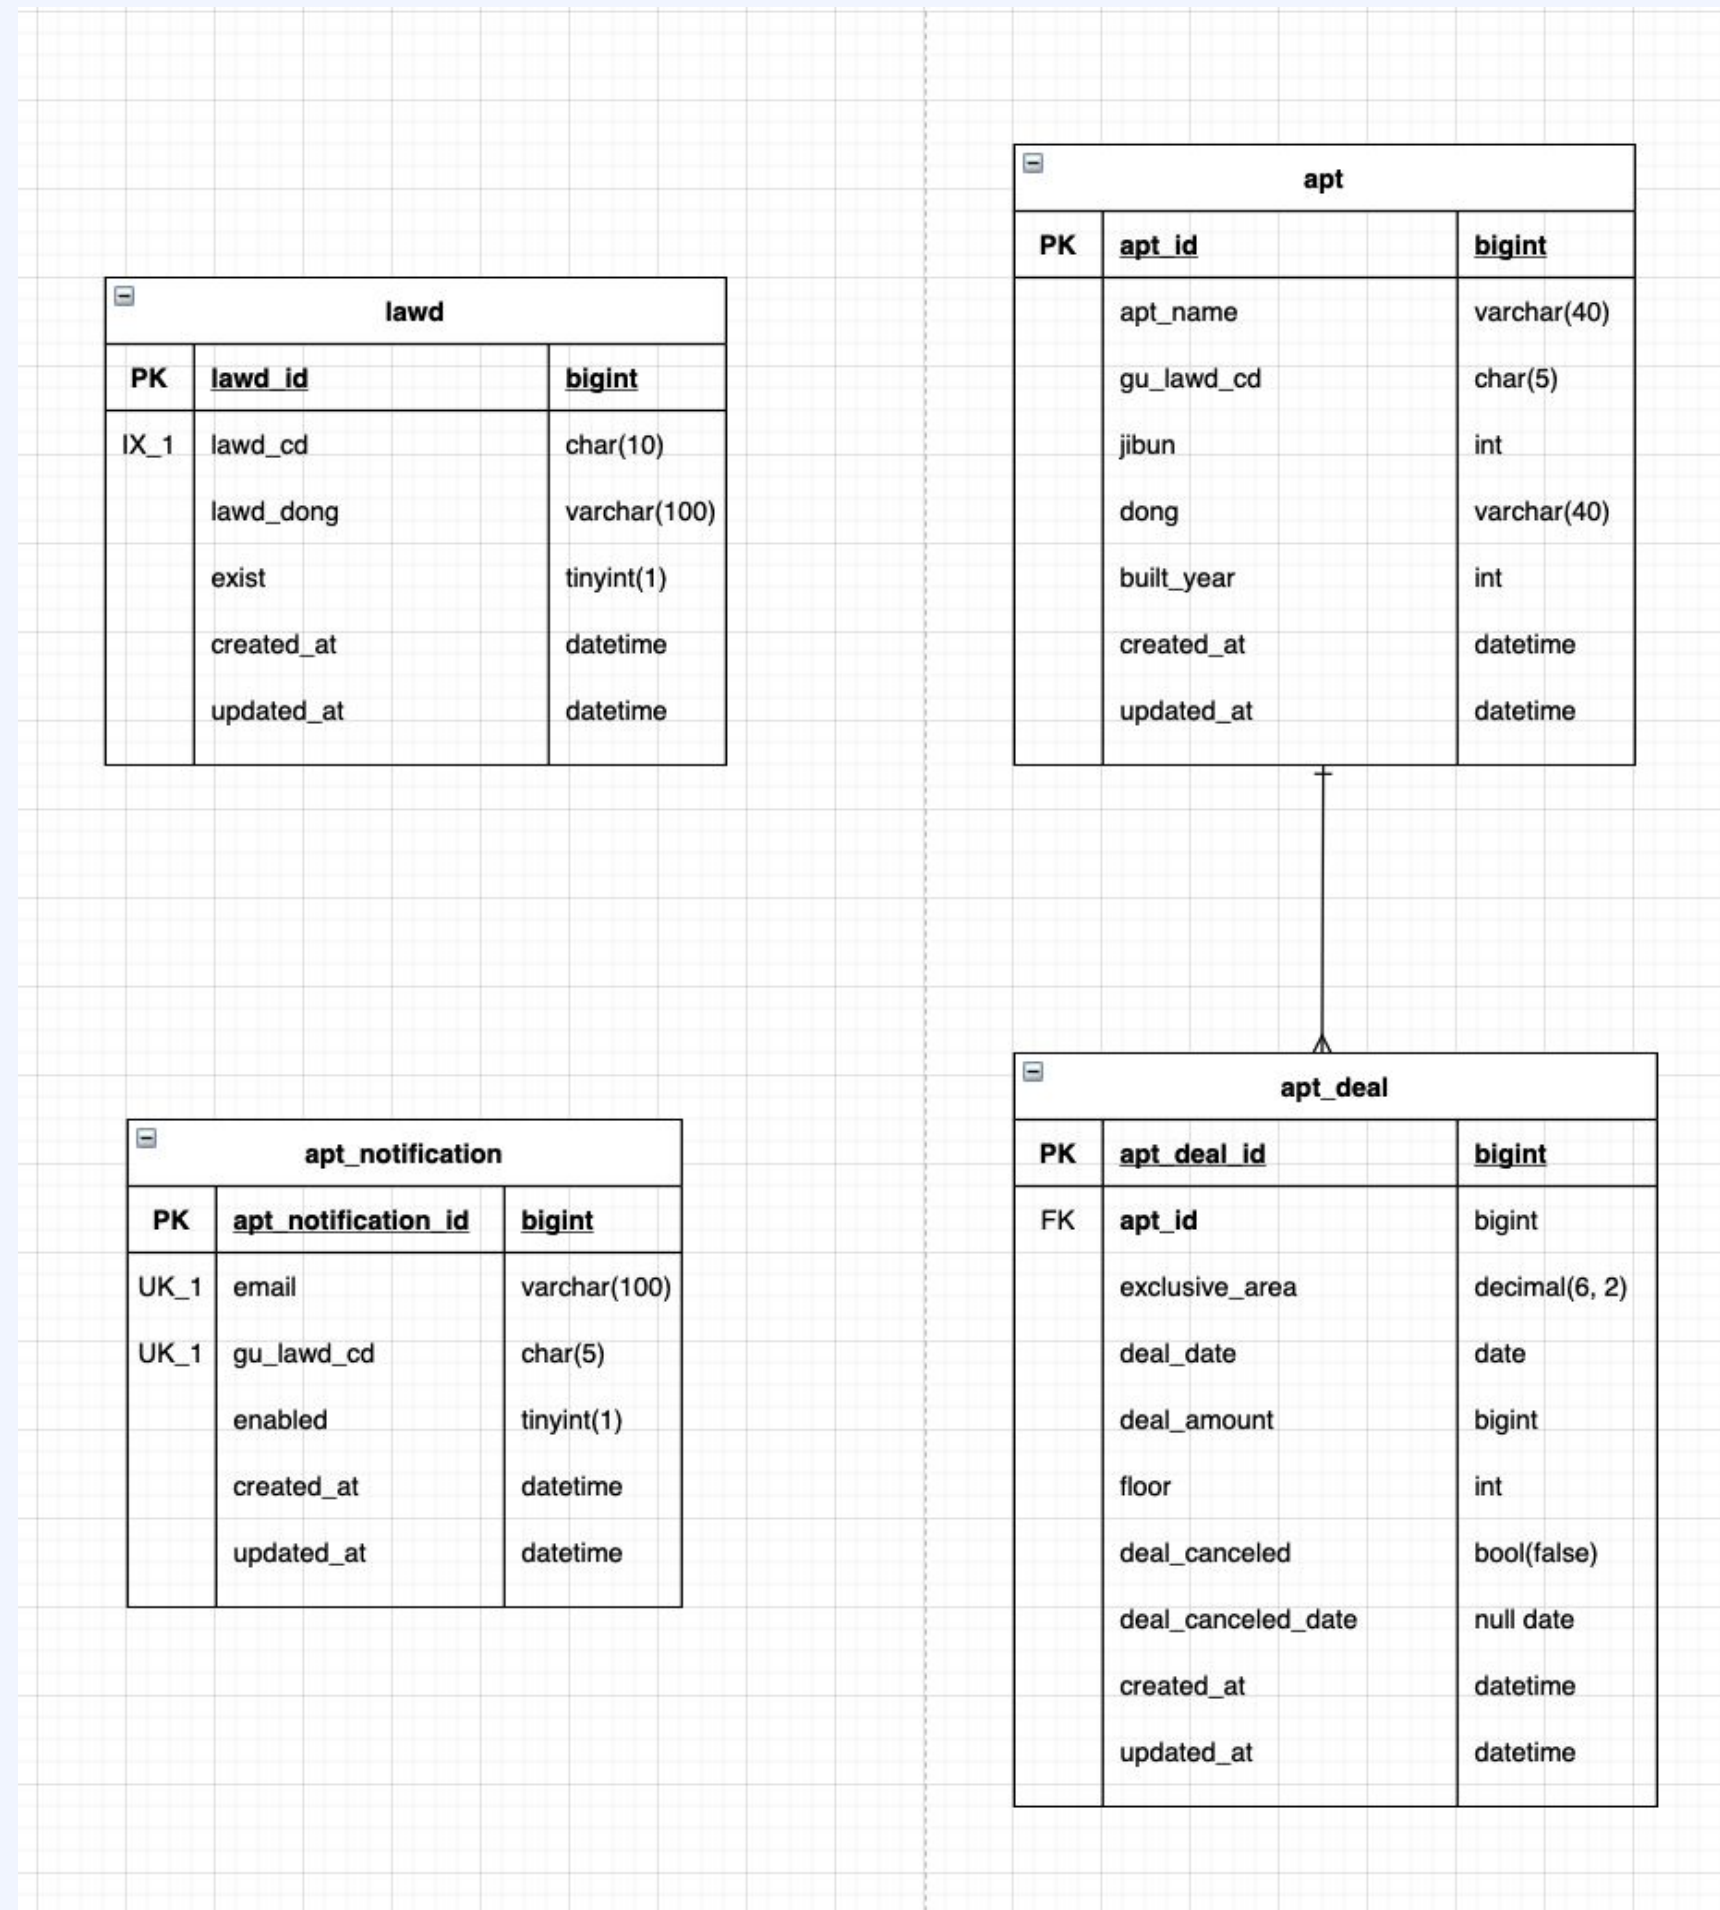 lawd
PK lawd_id bigint
IX_1 lawd_cd char(10)
lawd_dong varchar(100)
exist tinyint(1)
created_at datetime
updated_at datetime
apt
PK apt_id bigint
apt_name varchar(40)
gu_lawd_cd char(5)
jibun int
dong varchar(40)
built_year int
created_at datetime
updated_at datetime
apt_notification
PK apt_notification_id bigint
UK_1 email varchar(100)
UK_1 gu_lawd_cd char(5)
enabled tinyint(1)
created_at datetime
updated_at datetime
apt_deal
PK apt_deal_id bigint
FK apt_id bigint
exclusive_area decimal(6, 2)
deal_date date
deal_amount bigint
floor int
deal_canceled bool(false)
deal_canceled_date null date
created_at datetime
updated_at datetime